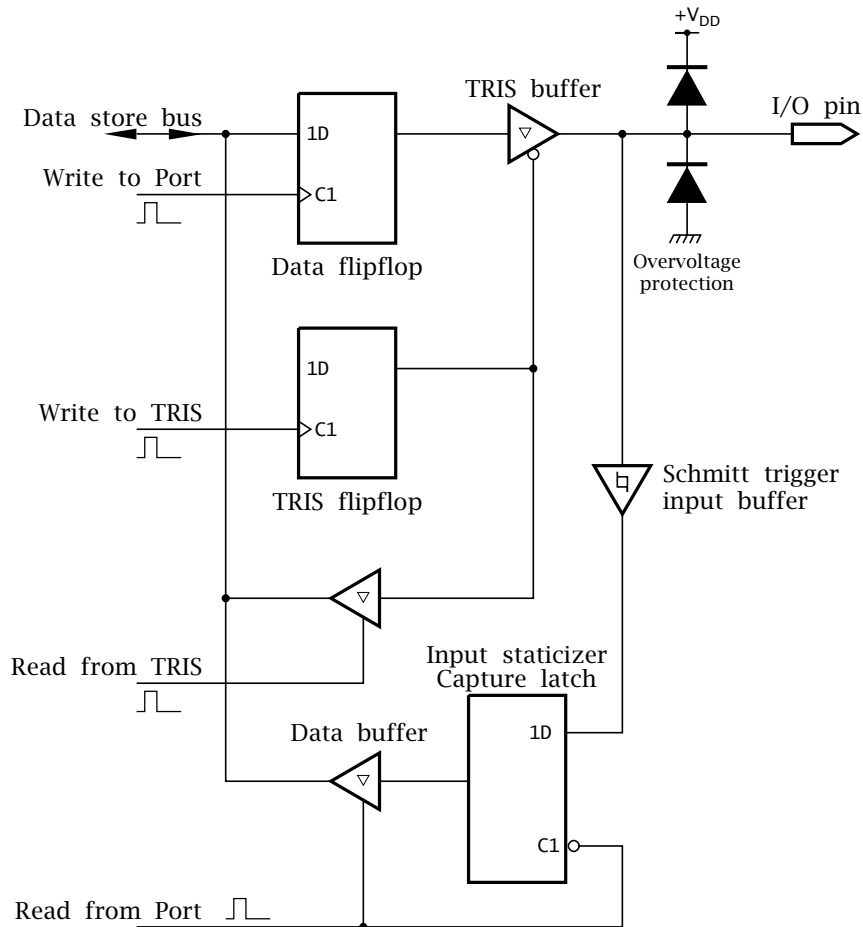 +VDD
TRIS buffer
I/O pin
Data store bus
1D
Write to Port
C1
Data flipflop
Overvoltage
protection
1D
Write to TRIS
C1
TRIS flipflop
Schmitt trigger
input buffer
Read from TRIS
Input staticizer
Capture latch
Data buffer
1D
C1
Read from Port